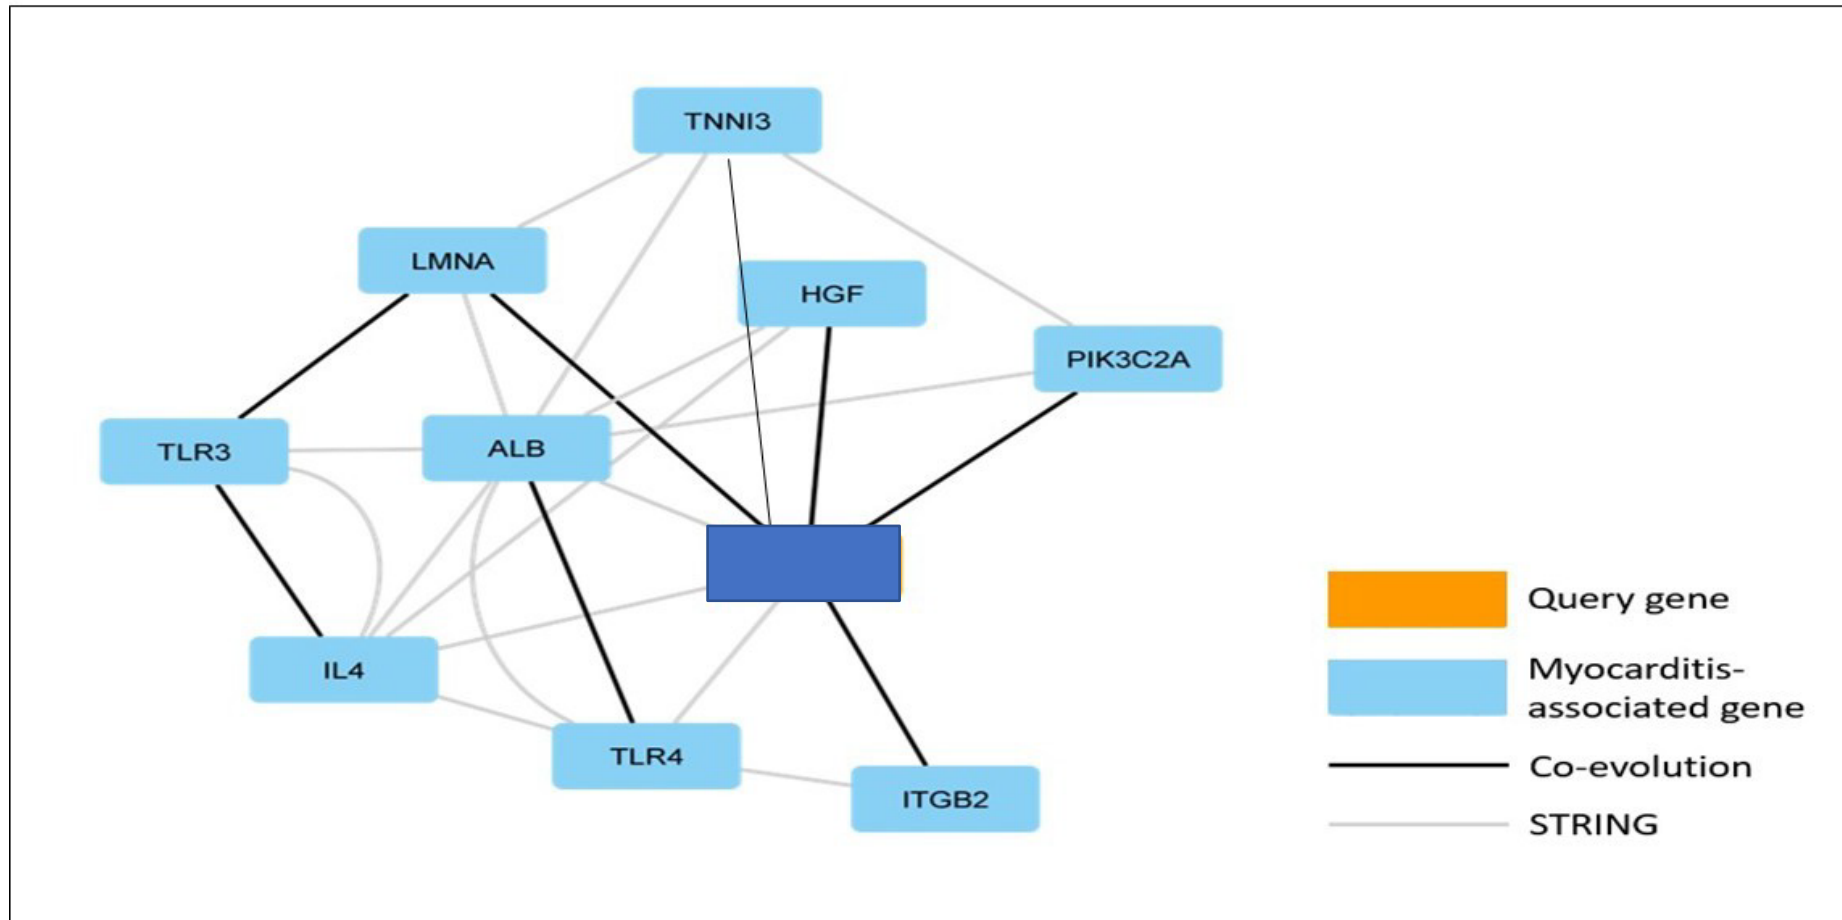 TNNI3
LMNA
HGF
PIK3C2A
TLR3
ALB
IL4
TLR4
ITGB2
Query gene
Myocarditis-
associated gene
Co-evolution
STRING